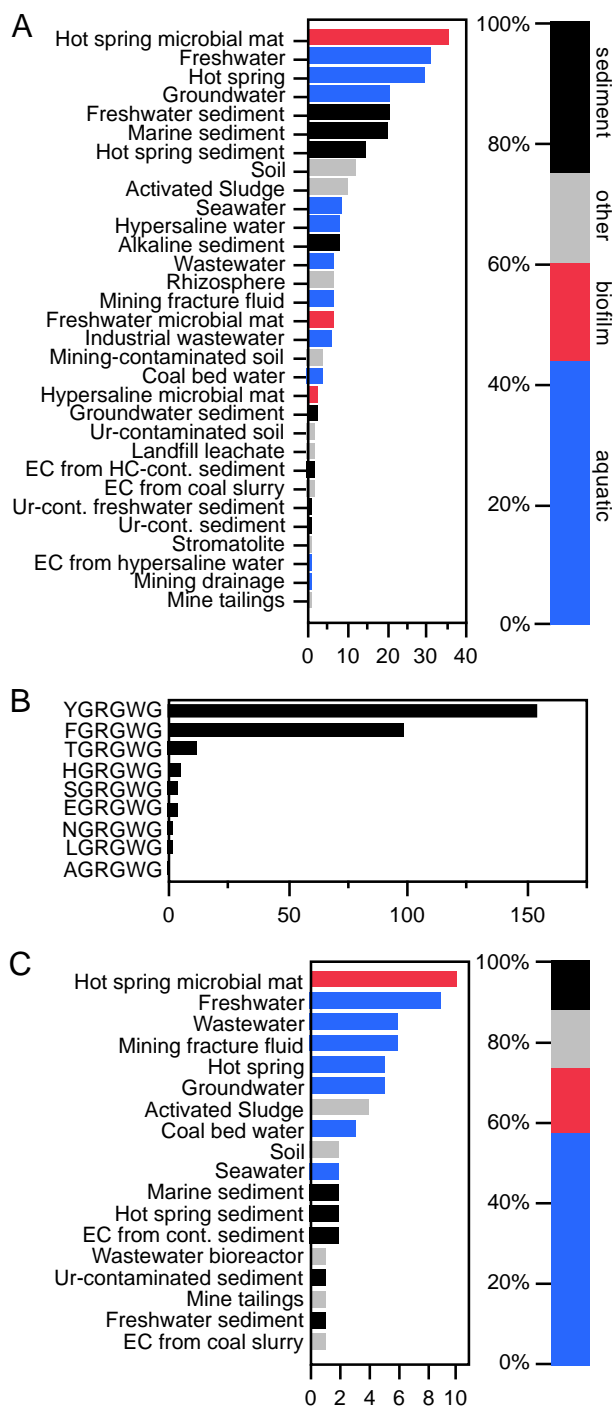 A
Hot spring microbial mat
Freshwater
Hot spring
Groundwater
Freshwater sediment
Marine sediment
Hot spring sediment
Soil
Activated Sludge
Seawater
Hypersaline water
Alkaline sediment
Wastewater
Rhizosphere
Mining fracture fluid
Freshwater microbial mat
Industrial wastewater
Mining-contaminated soil
Coal bed water
Hypersaline microbial mat
Groundwater sediment
Ur-contaminated soil
Landfill leachate
EC from HC-cont. sediment
EC from coal slurry
Ur-cont. freshwater sediment
Ur-cont. sediment
Stromatolite
EC from hypersaline water
Mining drainage
Mine tailings
0 10 20 30 40
100%
80%
60%
40%
20%
0%
sediment
other
biofilm
aquatic
B
YGRGWG
FGRGWG
TGRGWG
HGRGWG
SGRGWG
EGRGWG
NGRGWG
LGRGWG
AGRGWG
0 50 100 150
C
Hot spring microbial mat
Freshwater
Wastewater
Mining fracture fluid
Hot spring
Groundwater
Activated Sludge
Coal bed water
Soil
Seawater
Marine sediment
Hot spring sediment
EC from cont. sediment
Wastewater bioreactor
Ur-contaminated sediment
Mine tailings
Freshwater sediment
EC from coal slurry
0 2 4 6 8 10
100%
80%
60%
40%
20%
0%